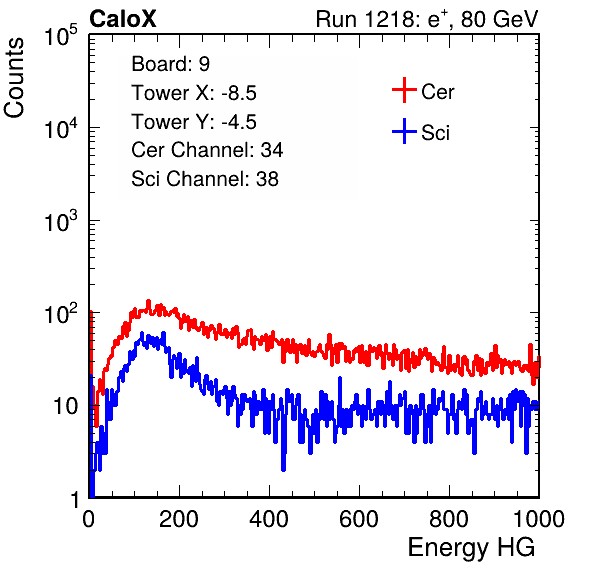 CaloX Run 1218: e⁺, 80 GeV
Counts
Board: 9
Tower X: -8.5
Tower Y: -4.5
Cer Channel: 34
Sci Channel: 38
Cer
Sci
10⁵
10⁴
10³
10²
10
1
0 200 400 600 800 1000
Energy HG